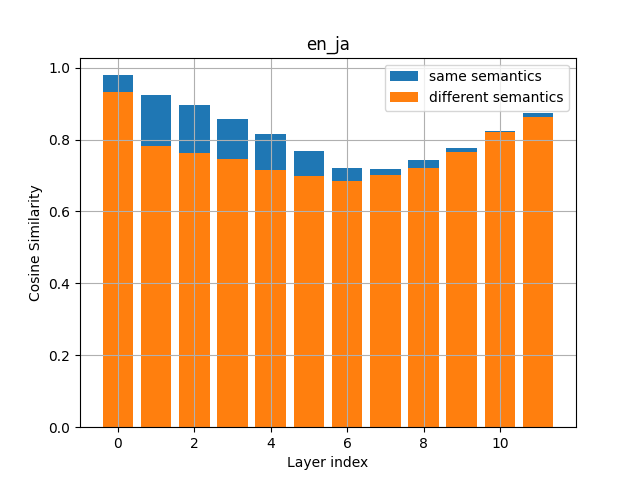 en_ja
same semantics
different semantics
1.0
0.8
0.6
0.4
0.2
0.0
Cosine Similarity
0 2 4 6 8 10
Layer index